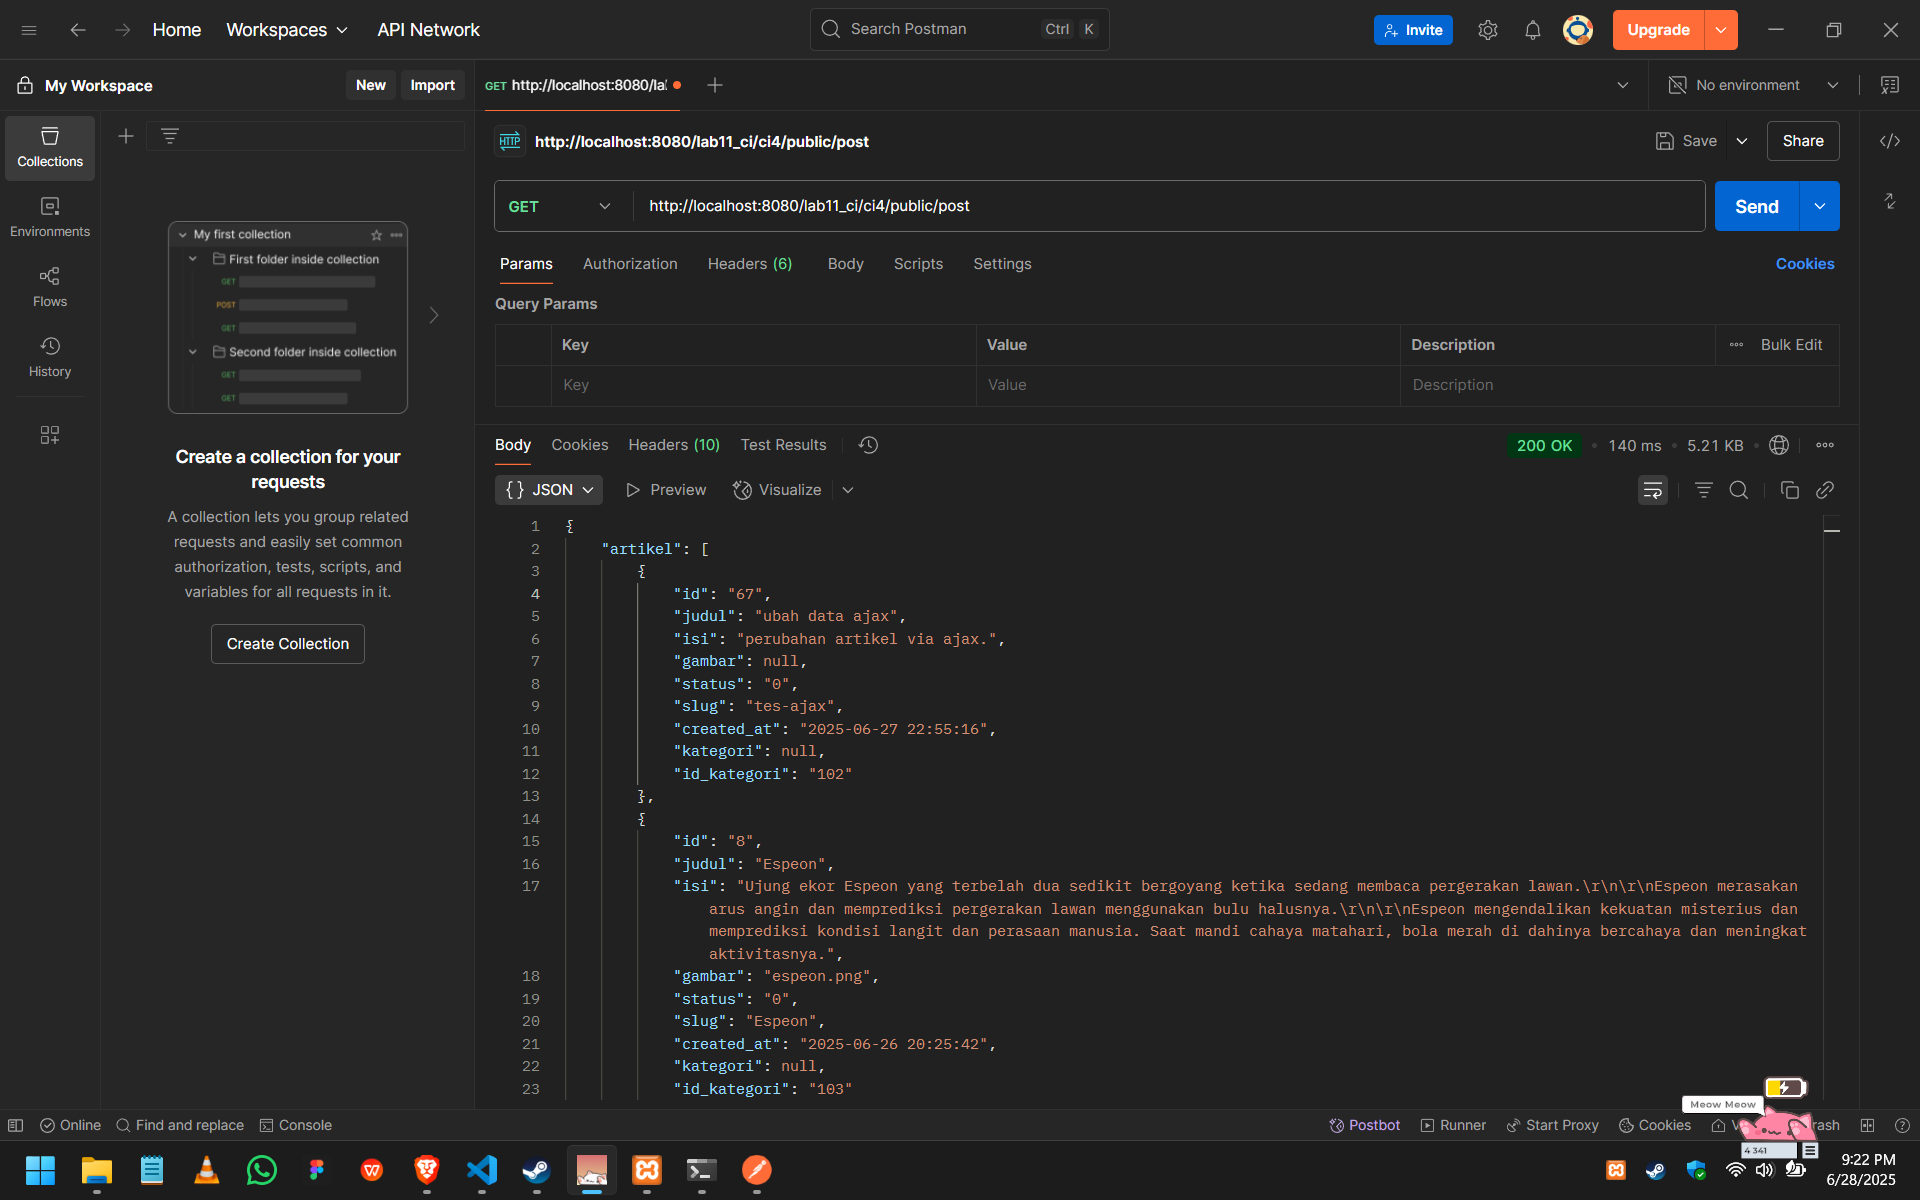 Home
Workspaces
API Network
Search Postman
Ctrl
K
Invite
Upgrade
My Workspace
New
Import
GET http://localhost:8080/la
No environment
Collections
Environments
Flows
History
My first collection
First folder inside collection
GET
POST
GET
Second folder inside collection
GET
GET
Create a collection for your
requests
A collection lets you group related
requests and easily set common
authorization, tests, scripts, and
variables for all requests in it.
Create Collection
HTTP
http://localhost:8080/lab11_ci/ci4/public/post
Save
Share
GET
http://localhost:8080/lab11_ci/ci4/public/post
Send
Params
Authorization
Headers (6)
Body
Scripts
Settings
Cookies
Query Params
Key
Value
Description
Bulk Edit
Key
Value
Description
Body
Cookies
Headers (10)
Test Results
200 OK
140 ms
5.21 KB
{} JSON
Preview
Visualize
1 {
2 "artikel": [
3 {
4 "id": "67",
5 "judul": "ubah data ajax",
6 "isi": "perubahan artikel via ajax.",
7 "gambar": null,
8 "status": "0",
9 "slug": "tes-ajax",
10 "created_at": "2025-06-27 22:55:16",
11 "kategori": null,
12 "id_kategori": "102"
13 },
14 {
15 "id": "8",
16 "judul": "Espeon",
17 "isi": "Ujung ekor Espeon yang terbelah dua sedikit bergoyang ketika sedang membaca pergerakan lawan.\r\n\r\nEspeon merasakan
arus angin dan memprediksi pergerakan lawan menggunakan bulu halusnya.\r\n\r\nEspeon mengendalikan kekuatan misterius dan
memprediksi kondisi langit dan perasaan manusia. Saat mandi cahaya matahari, bola merah di dahinya bercahaya dan meningkat
aktivitasnya.",
18 "gambar": "espeon.png",
19 "status": "0",
20 "slug": "Espeon",
21 "created_at": "2025-06-26 20:25:42",
22 "kategori": null,
23 "id_kategori": "103"
Meow Meow
Online
Find and replace
Console
Postbot
Runner
Start Proxy
Cookies
rash
4 341
9:22 PM
6/28/2025